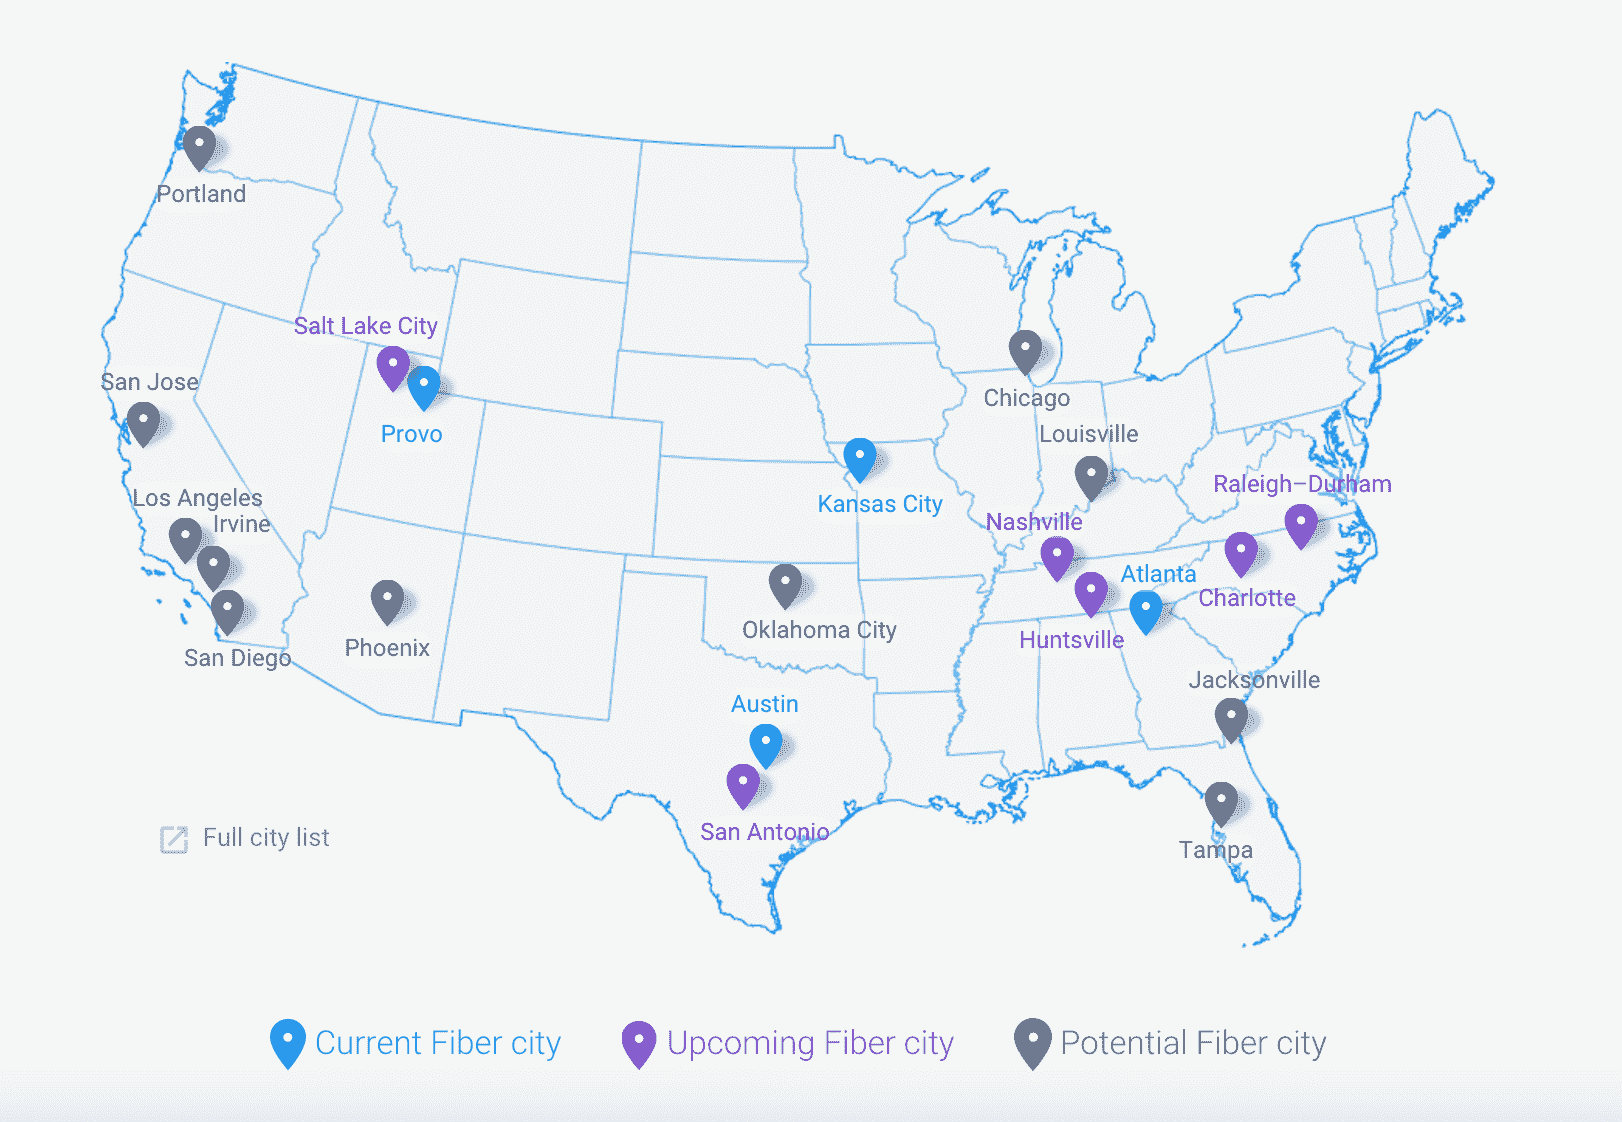 Portland
Salt Lake City
San Jose
Chicago
Provo
Louisville
Raleigh–Durham
Los Angeles
Kansas City
Irvine
Nashville
Atlanta
Charlotte
Oklahoma City
Huntsville
Phoenix
San Diego
Jacksonville
Austin
San Antonio
Full city list
Tampa
Current Fiber city
Upcoming Fiber city
Potential Fiber city